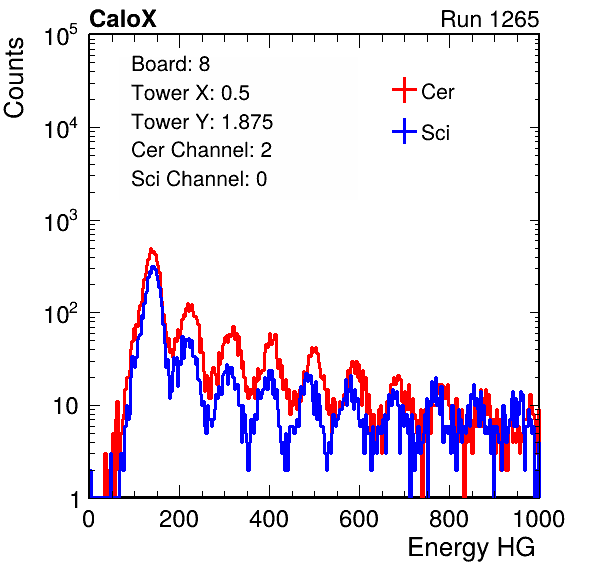 CaloX Run 1265
Counts
Board: 8
Tower X: 0.5
Tower Y: 1.875
Cer Channel: 2
Sci Channel: 0
Cer
Sci
10^5
10^4
10^3
10^2
10
1
0 200 400 600 800 1000
Energy HG